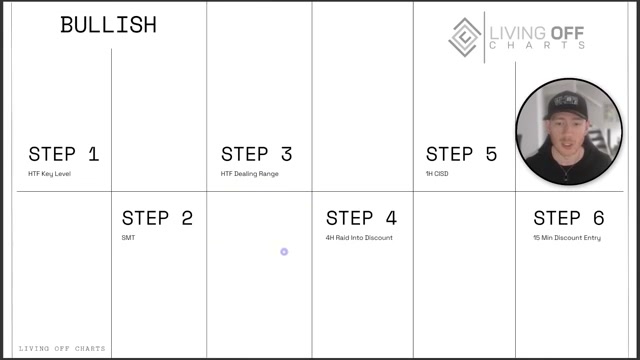 BULLISH
LIVING OFF
CHARTS
STEP 1
HTF Key Level
STEP 2
SMT
STEP 3
HTF Dealing Range
STEP 4
4H Raid Into Discount
STEP 5
1H CISD
STEP 6
15 Min Discount Entry
LIVING OFF CHARTS